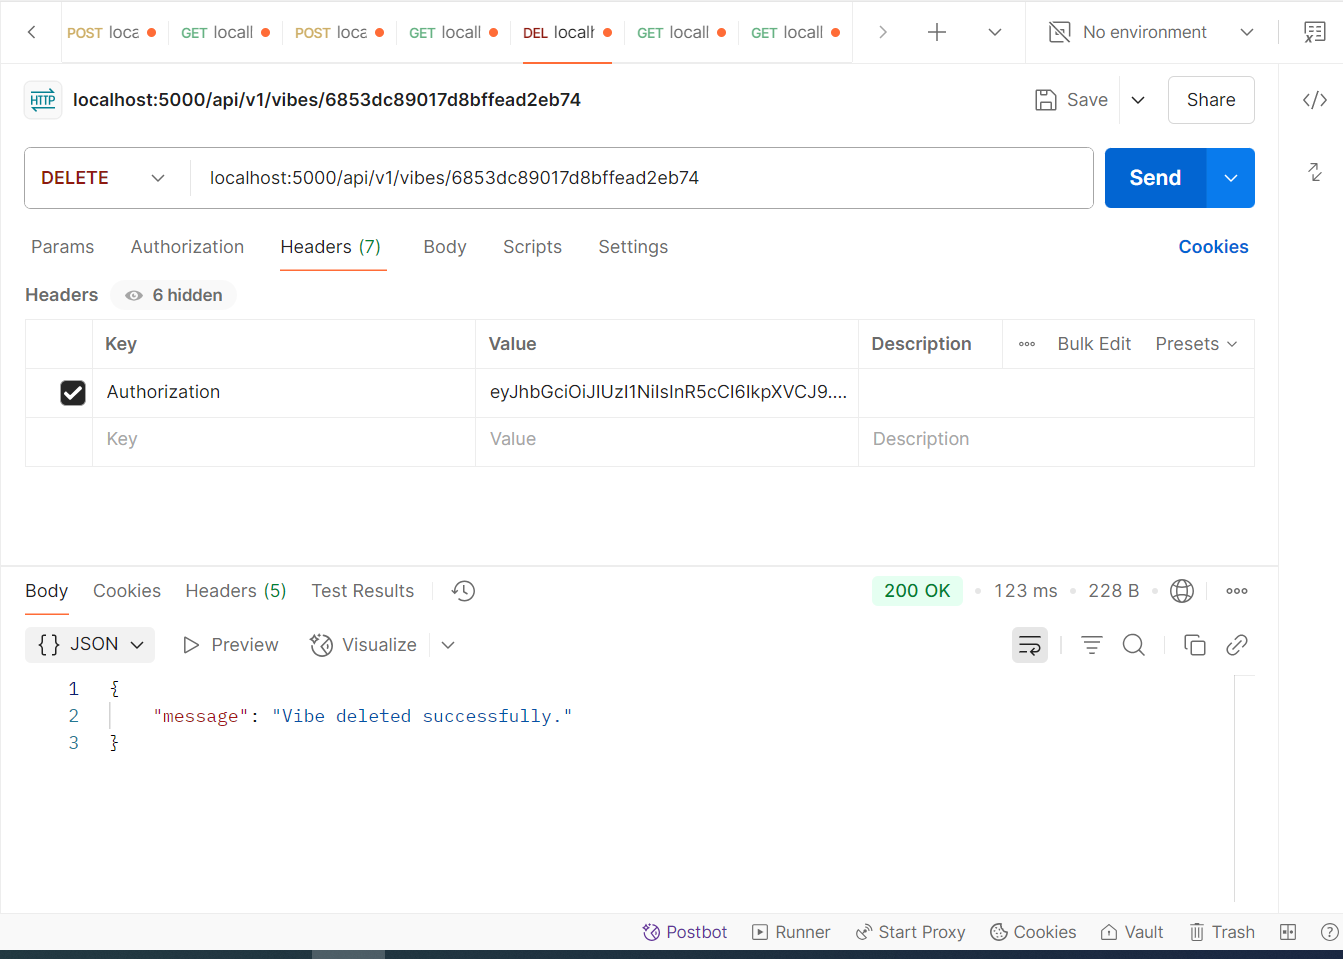 POST loca GET locall POST loca GET locall DEL localh GET locall GET locall No environment
HTTP localhost:5000/api/v1/vibes/6853dc89017d8bffead2eb74 Save Share
DELETE localhost:5000/api/v1/vibes/6853dc89017d8bffead2eb74 Send
Params Authorization Headers (7) Body Scripts Settings Cookies
Headers 6 hidden
Key Value Description Bulk Edit Presets
Authorization eyJhbGciOiJIUzI1NiIsInR5cCI6IkpXVCJ9....
Key Value Description
Body Cookies Headers (5) Test Results 200 OK • 123 ms • 228 B
{} JSON Preview Visualize
1 {
2 "message": "Vibe deleted successfully."
3 }
Postbot Runner Start Proxy Cookies Vault Trash